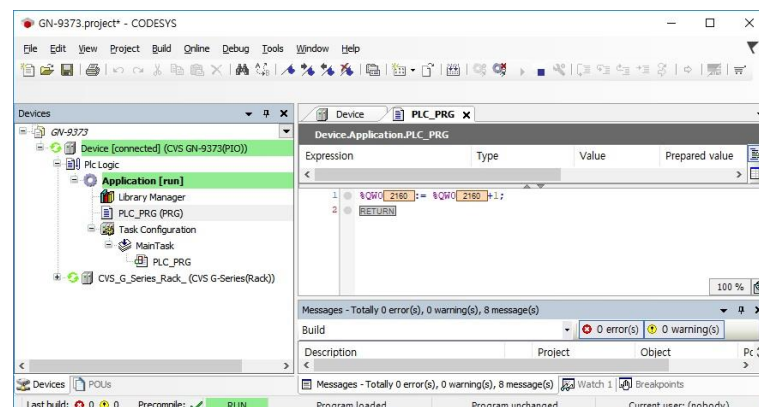 GN-9373.project* - CODESYS
File Edit View Project Build Online Debug Tools Window Help
Devices
GN-9373
Device [connected] (CVS GN-9373(PIO))
Plc Logic
Application [run]
Library Manager
PLC_PRG (PRG)
Task Configuration
MainTask
PLC_PRG
CVS_G_Series_Rack_ (CVS G-Series(Rack))
Devices POUs
Device PLC_PRG
Device.Application.PLC_PRG
Expression Type Value Prepared value
1 %QW0 2160 := %QW0 2160 +1;
2 RETURN
100 %
Messages - Totally 0 error(s), 0 warning(s), 8 message(s)
Build 0 error(s) 0 warning(s)
Description Project Object
Messages - Totally 0 error(s), 0 warning(s), 8 message(s) Watch 1 Breakpoints
Last build: 0 0 Precompile: RUN Program loaded Program unchanged Current user: (nobody)